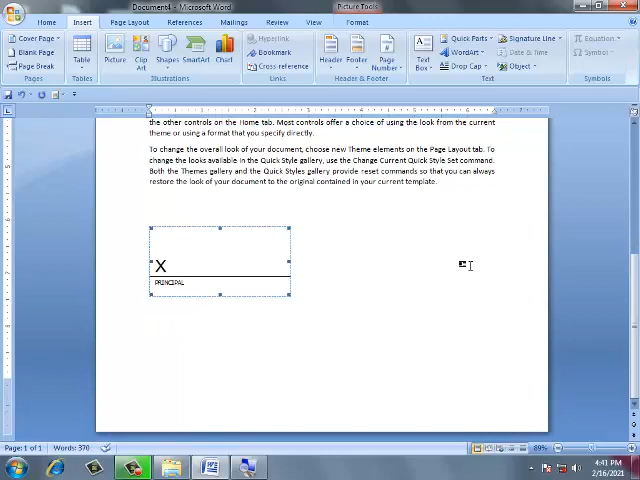 Document4 - Microsoft Word
Picture Tools
Home
Insert
Page Layout
References
Mailings
Review
View
Format
Cover Page
Blank Page
Page Break
Pages
Table
Tables
Picture
Clip Art
Shapes
SmartArt
Chart
Illustrations
Hyperlink
Bookmark
Cross-reference
Links
Header
Footer
Page Number
Header & Footer
Text Box
Quick Parts
WordArt
Drop Cap
Signature Line
Date & Time
Object
Text
Equation
Symbol
Symbols
the other controls on the Home tab. Most controls offer a choice of using the look from the current
theme or using a format that you specify directly.
To change the overall look of your document, choose new Theme elements on the Page Layout tab. To
change the looks available in the Quick Style gallery, use the Change Current Quick Style Set command.
Both the Themes gallery and the Quick Styles gallery provide reset commands so that you can always
restore the look of your document to the original contained in your current template.
X
PRINCIPAL
Page: 1 of 1
Words: 370
89%
4:41 PM
2/16/2021